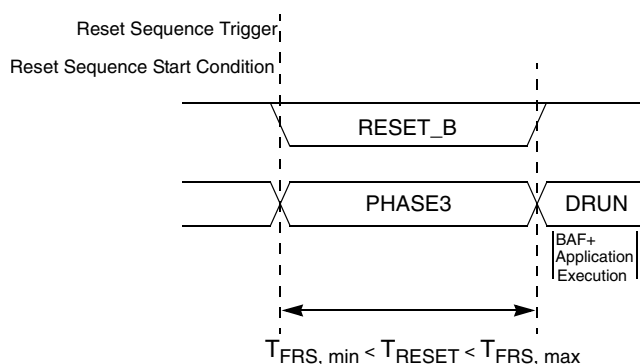 Reset Sequence Trigger
Reset Sequence Start Condition
RESET_B
PHASE3
DRUN
BAF+
Application
Execution
TFRS, min < TRESET < TFRS, max